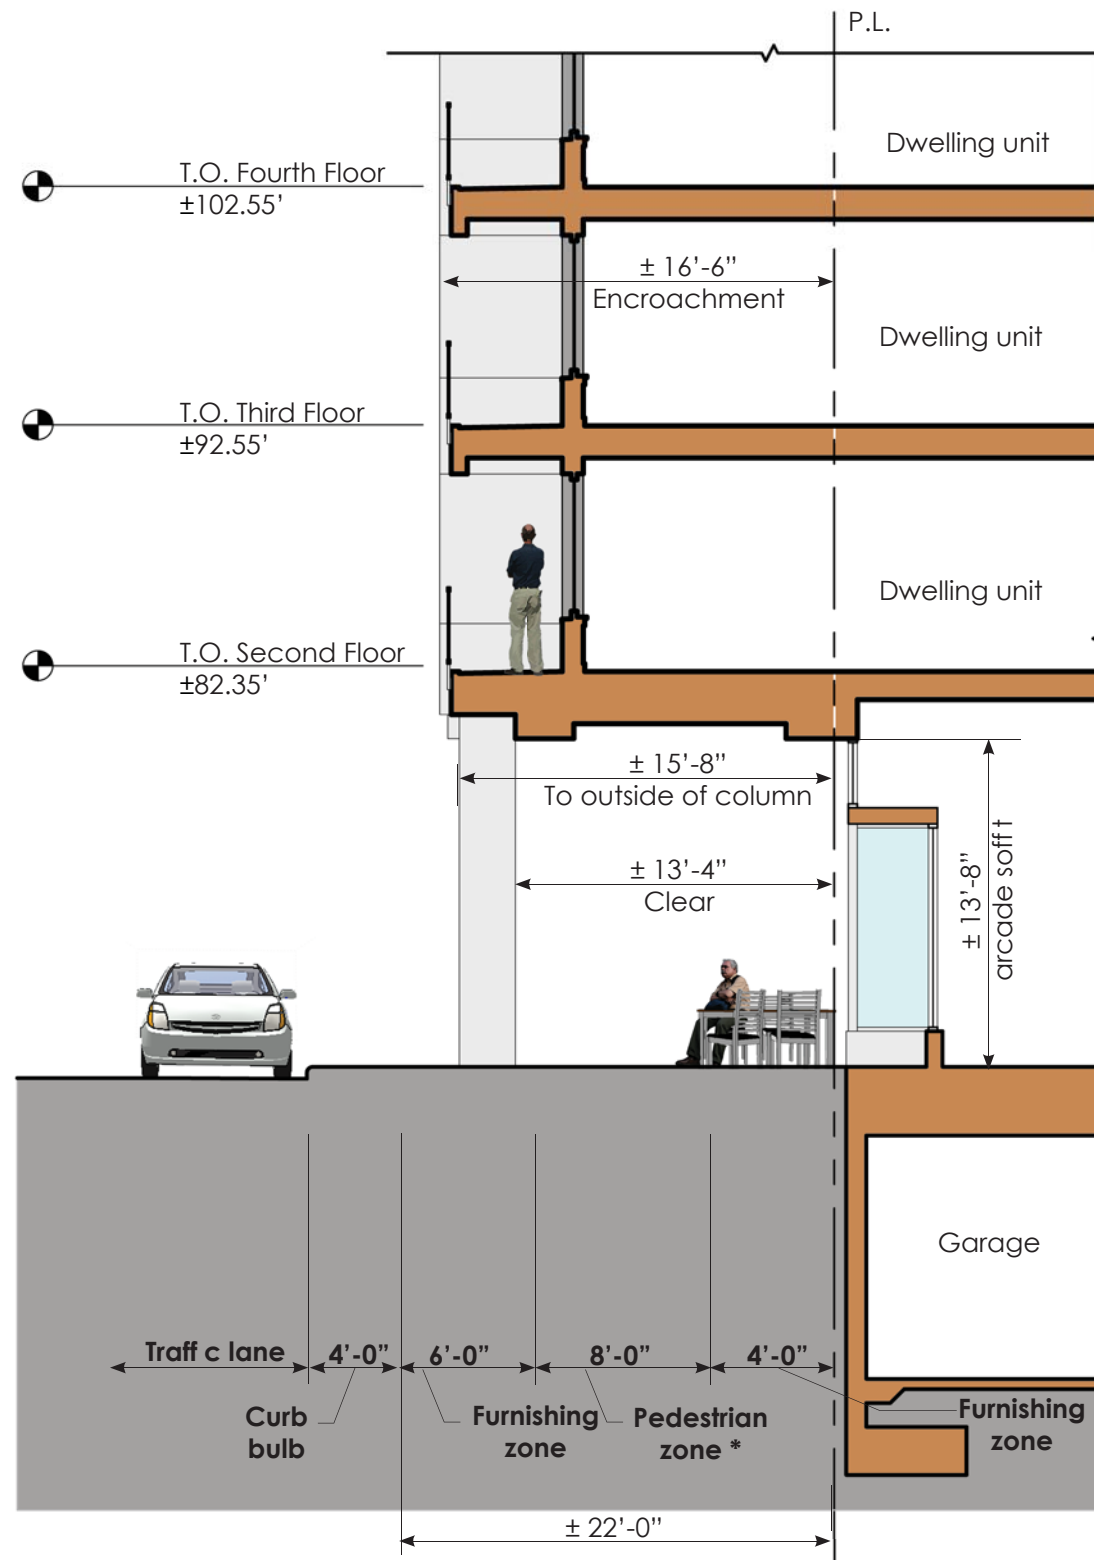 P.L.
Dwelling unit
T.O. Fourth Floor
±102.55’
± 16’-6”
Encroachment
Dwelling unit
T.O. Third Floor
±92.55’
Dwelling unit
T.O. Second Floor
±82.35’
± 15’-8”
To outside of column
± 13’-8”
arcade soff t
± 13’-4”
Clear
Garage
Traff c lane
4’-0”
6’-0”
8’-0”
4’-0”
Curb
bulb
Furnishing
zone
Pedestrian
zone *
Furnishing
zone
± 22’-0”